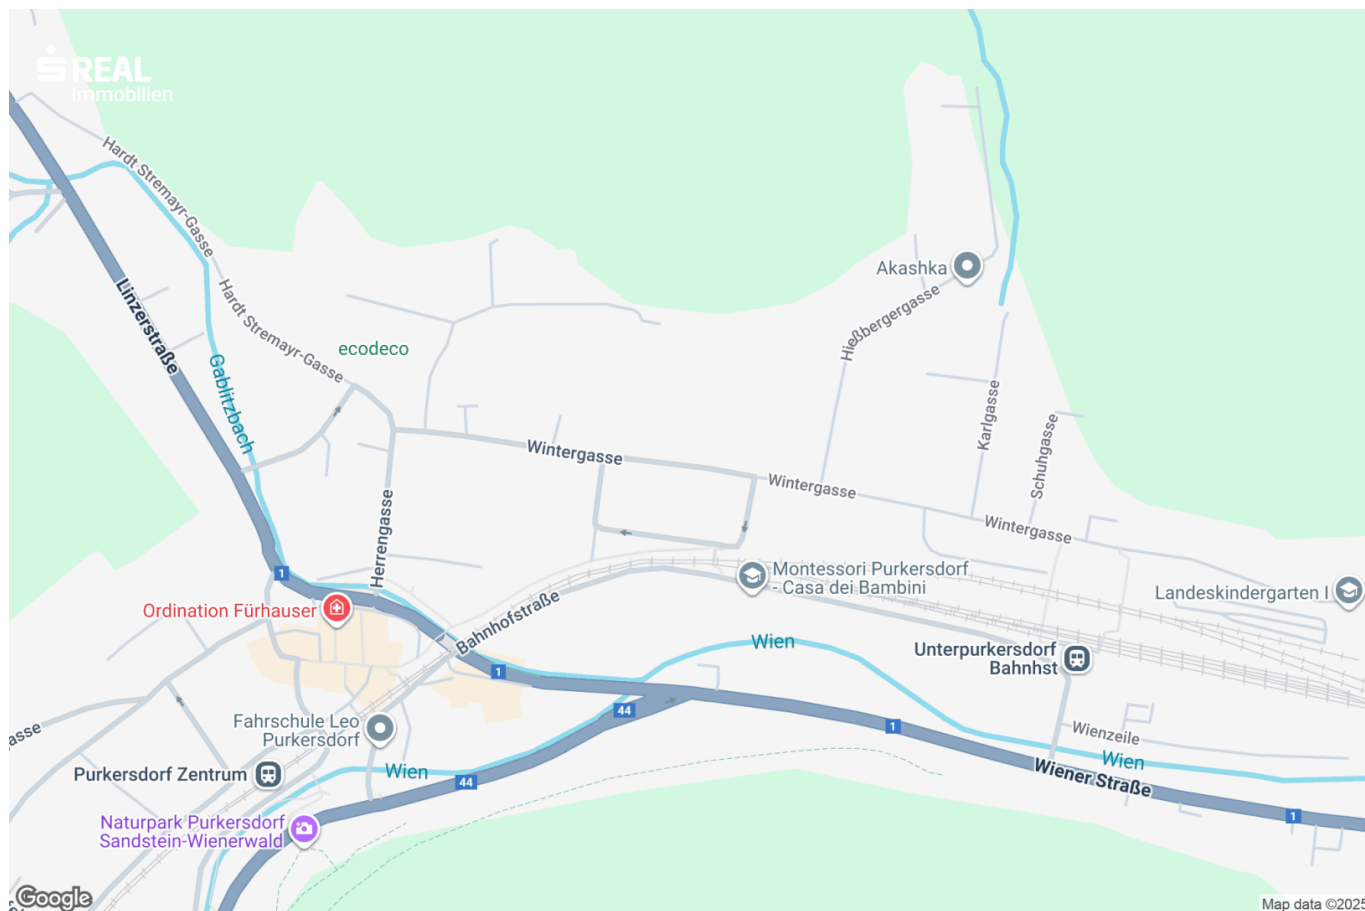 REAL
Immobilien
Hardt Stremayr-Gasse
Akashka
Linzerstraße
Hardt Stremayr-Gasse
Hießbergergasse
ecodeco
Gablitzbach
Karlgasse
Schuhgasse
Wintergasse
Wintergasse
Herrengasse
Wintergasse
1
Montessori Purkersdorf
- Casa dei Bambini
Landeskindergarten I
Ordination Fürhauser
Bahnhofstraße
Wien
Unterpurkersdorf
Bahnhst
1
44
Fahrschule Leo
Purkersdorf
1
Wienzeile
asse
Wien
Wien
Purkersdorf Zentrum
44
Wiener Straße
1
Naturpark Purkersdorf
Sandstein-Wienerwald
Google
Map data ©2025